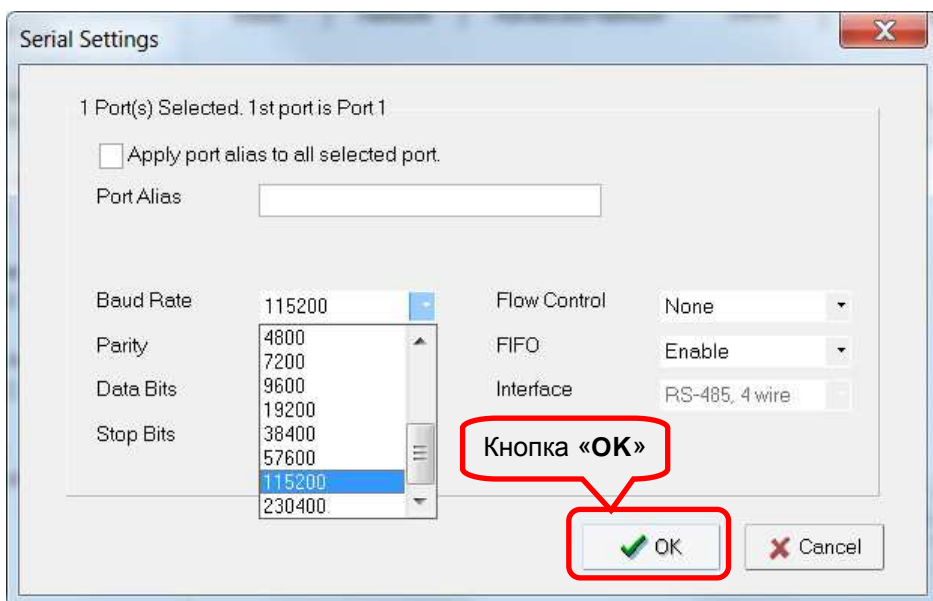 Serial Settings
1 Port(s) Selected. 1st port is Port 1
Apply port alias to all selected port.
Port Alias
Baud Rate 115200 Flow Control None
4800
Parity FIFO Enable
7200
Data Bits 9600 Interface RS-485, 4 wire
19200
Stop Bits 38400
57600
Кнопка «OK»
115200
230400
OK Cancel